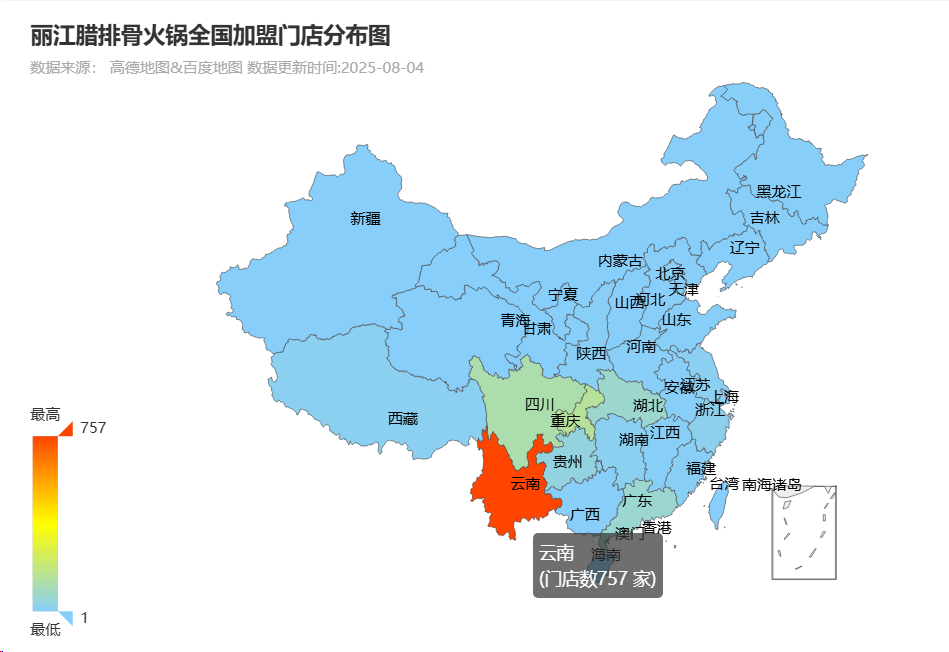 丽江腊排骨火锅全国加盟门店分布图
数据来源： 高德地图&百度地图 数据更新时间:2025-08-04
黑龙江
吉林
新疆
辽宁
内蒙古
北京
天津
宁夏
山西
河北
青海
甘肃
山东
河南
陕西
安徽
江苏
上海
四川
湖北
浙江
最高
西藏
重庆
757
湖南
江西
贵州
福建
云南
台湾
南海诸岛
广东
广西
香港
澳门
海南
云南
(门店数757 家)
1
最低